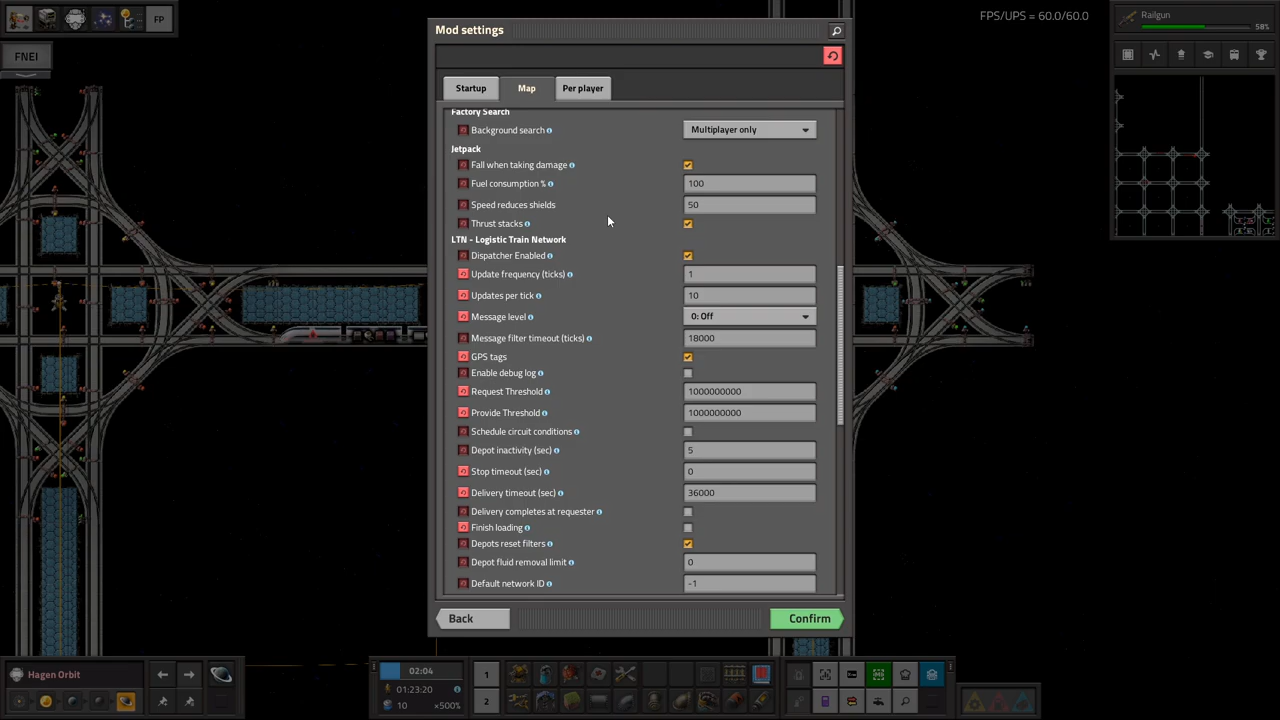 FP
FPS/UPS = 60.0/60.0
Railgun
58%
FNEI
Mod settings
Startup
Map
Per player
Factory Search
Background search
Multiplayer only
Jetpack
Fall when taking damage
Fuel consumption %
100
Speed reduces shields
50
Thrust stacks
LTN - Logistic Train Network
Dispatcher Enabled
Update frequency (ticks)
1
Updates per tick
10
Message level
0: Off
Message filter timeout (ticks)
18000
GPS tags
Enable debug log
Request Threshold
1000000000
Provide Threshold
1000000000
Schedule circuit conditions
Depot inactivity (sec)
5
Stop timeout (sec)
0
Delivery timeout (sec)
36000
Delivery completes at requester
Finish loading
Depots reset filters
Depot fluid removal limit
0
Default network ID
-1
Back
Confirm
Hagen Orbit
02:04
01:23:20
10
×500%
1
2